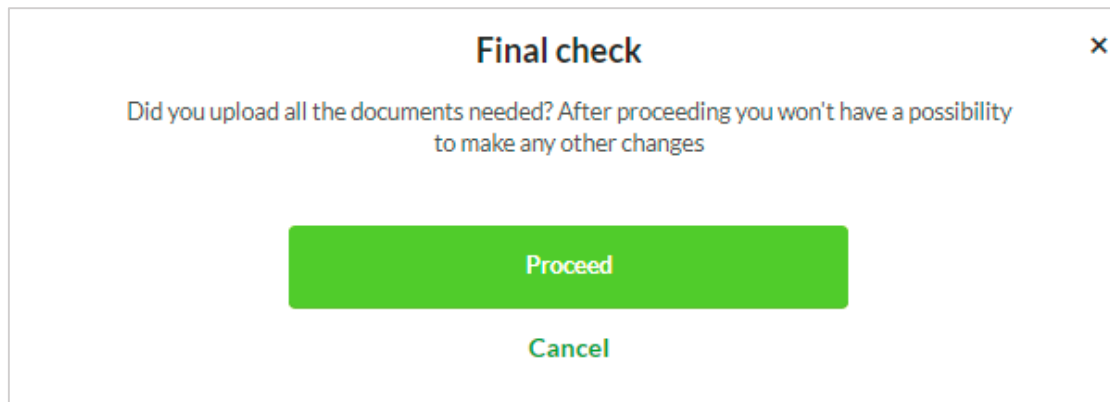 Final check
×
Did you upload all the documents needed? After proceeding you won't have a possibility
to make any other changes
Proceed
Cancel